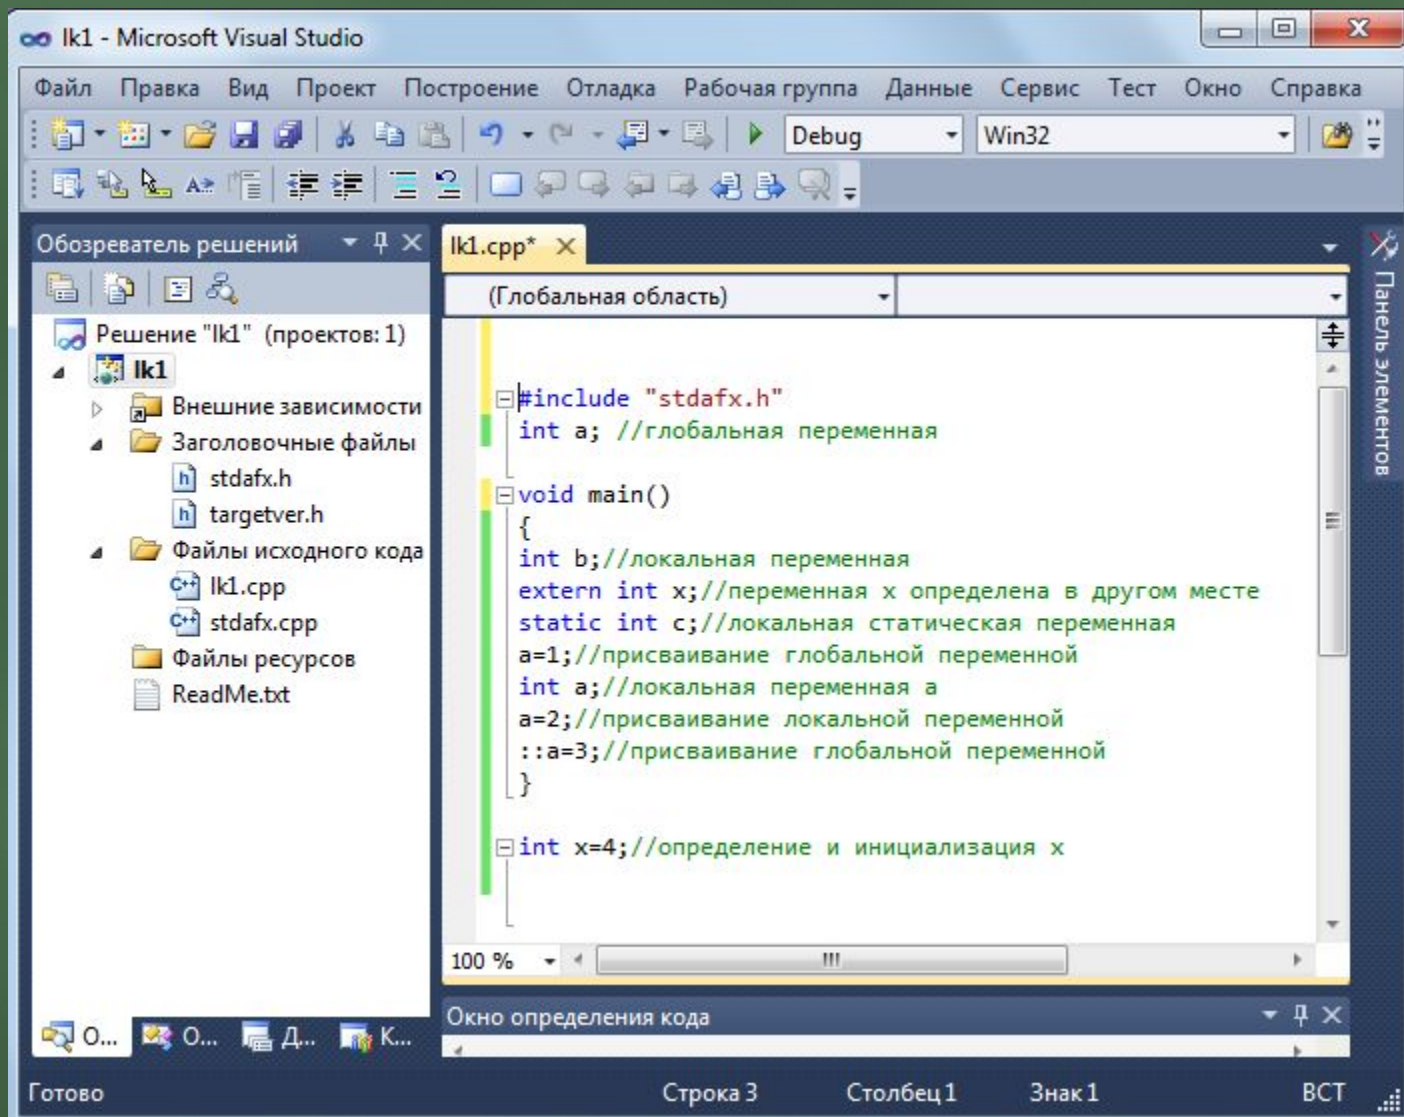 lk1 - Microsoft Visual Studio
Файл Правка Вид Проект Построение Отладка Рабочая группа Данные Сервис Тест Окно Справка
Debug Win32
Обозреватель решений
Решение "lk1" (проектов: 1)
lk1
Внешние зависимости
Заголовочные файлы
stdafx.h
targetver.h
Файлы исходного кода
lk1.cpp
stdafx.cpp
Файлы ресурсов
ReadMe.txt
О... О... Д... К...
lk1.cpp*
(Глобальная область)
#include "stdafx.h"
int a; //глобальная переменная
void main()
{
int b;//локальная переменная
extern int x;//переменная х определена в другом месте
static int c;//локальная статическая переменная
a=1;//присваивание глобальной переменной
int a;//локальная переменная а
a=2;//присваивание локальной переменной
::a=3;//присваивание глобальной переменной
}
int x=4;//определение и инициализация х
100 %
Окно определения кода
Панель элементов
Готово Строка 3 Столбец 1 Знак 1 ВСТ